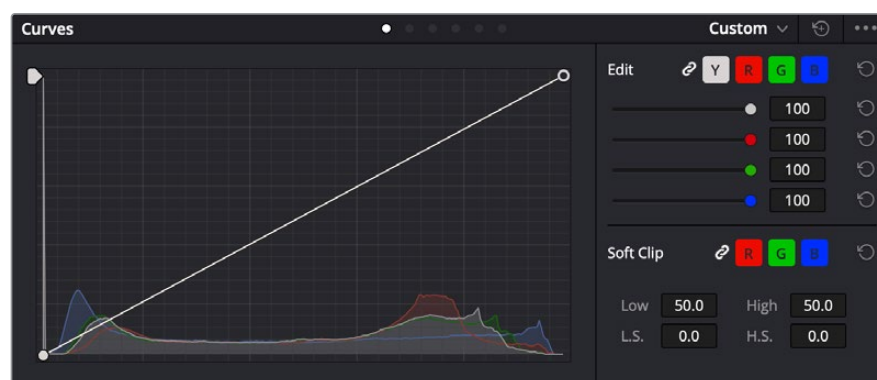 Curves
Custom
Edit
Y R G B
100
100
100
100
Soft Clip
R G B
Low 50.0 High 50.0
L.S. 0.0 H.S. 0.0